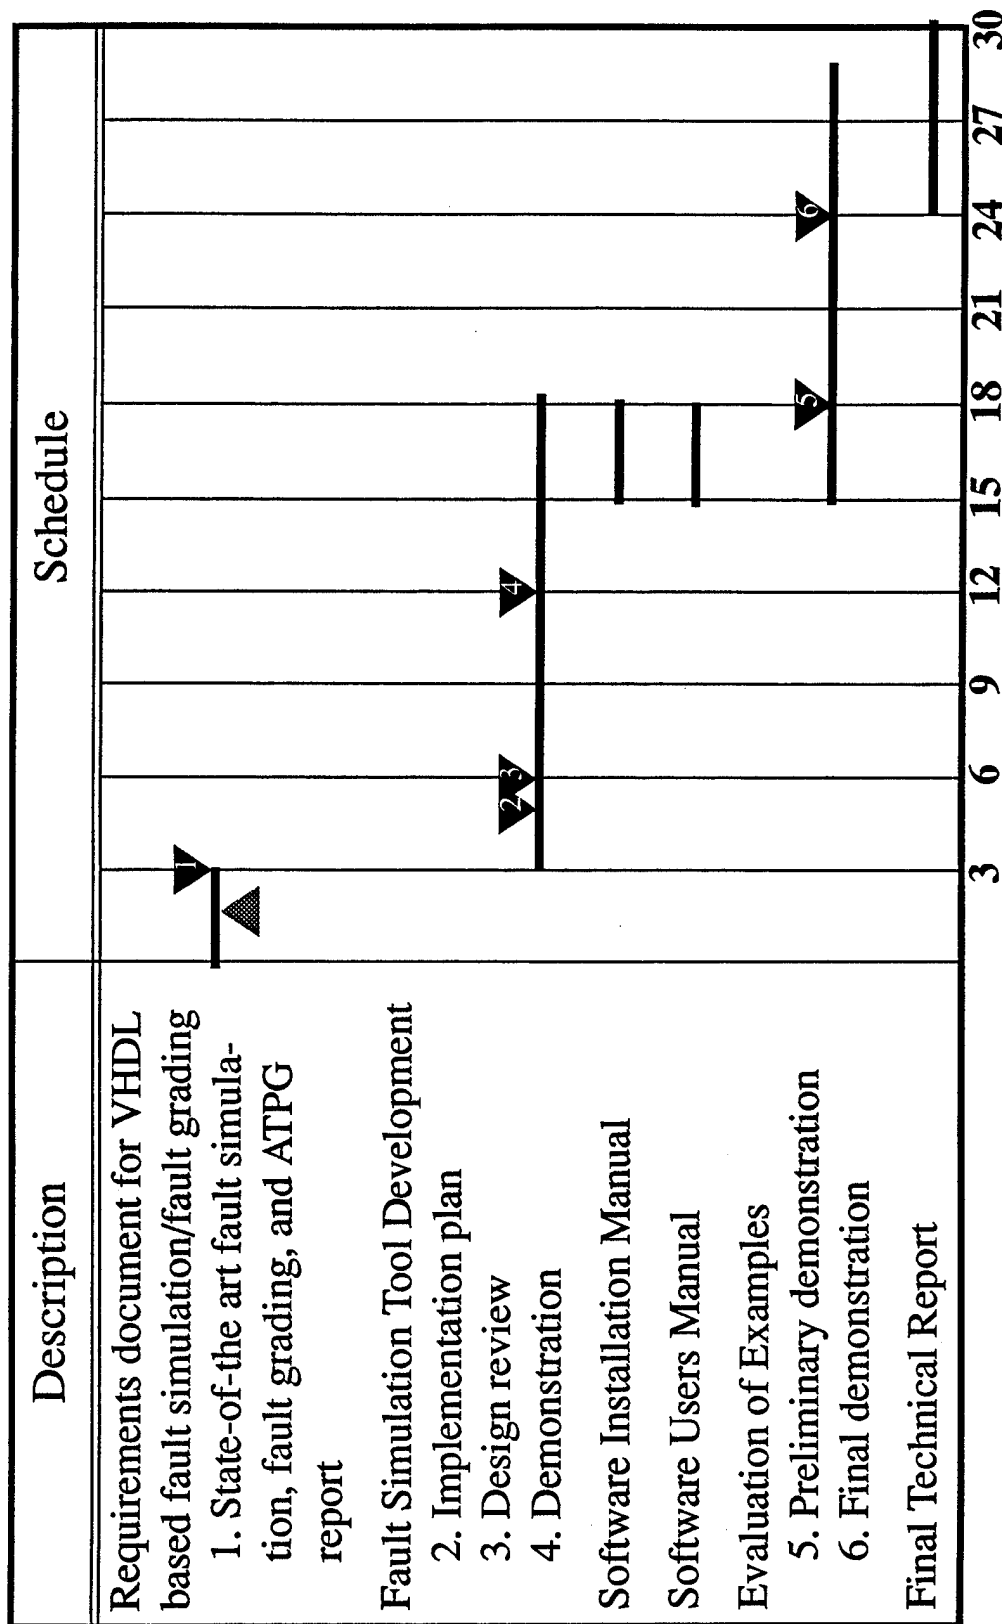 Description
Schedule
Requirements document for VHDL
based fault simulation/fault grading
1. State-of-the art fault simula-
tion, fault grading, and ATPG
report
1
Fault Simulation Tool Development
2. Implementation plan
3. Design review
4. Demonstration
2
3
4
Software Installation Manual
Software Users Manual
Evaluation of Examples
5. Preliminary demonstration
6. Final demonstration
5
6
Final Technical Report
3
6
9
12
15
18
21
24
27
30